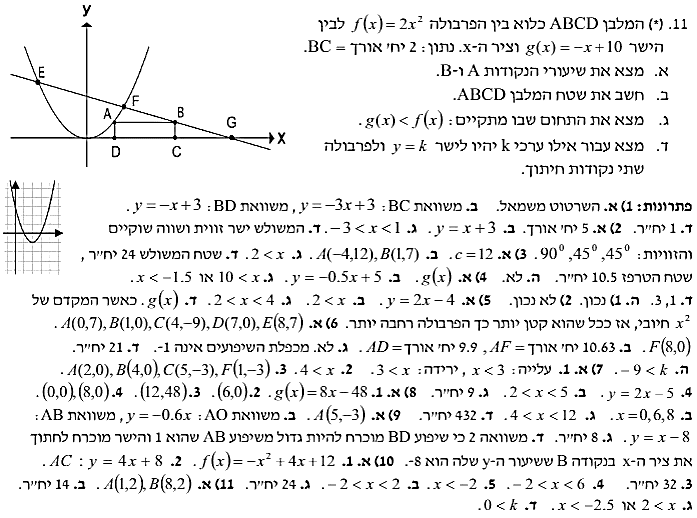 11. (*) המלבן ABCD כלוא בין הפרבולה f(x) = 2x² לבין
הישר g(x) = −x + 10 וציר ה-x. נתון: 2 יח' אורך = BC.
א. מצא את שיעורי הנקודות A ו-B.
ב. חשב את שטח המלבן ABCD.
ג. מצא את התחום שבו מתקיים: g(x) < f(x).
ד. מצא עבור אילו ערכי k יהיו לישר y = k ולפרבולה
שתי נקודות חיתוך.
y
E
F
A
B
G
D
C
X
פתרונות: 1) א. השרטוט משמאל. ב. משוואת BC: y = −3x + 3, משוואת BD: y = −x + 3.
ד. 1 יח"ר. 2) א. 5 יח' אורך. ב. y = x + 3. ג. −3 < x < 1. ד. המשולש ישר זווית ושווה שוקיים
והזוויות: 45⁰, 45⁰, 90⁰. 3) א. c = 12. ב. A(−4,12), B(1,7). ג. 2 < x. ד. שטח המשולש 24 יח"ר,
שטח הטרפז 10.5 יח"ר. ה. לא. 4) א. g(x). ב. y = −0.5x + 5. ג. 10 < x או x < −1.5.
ד. 1, 3. ה. 1) נכון. 2) לא נכון. 5) א. y = 2x − 4. ב. 2 < x. ג. 2 < x < 4. ד. g(x). כאשר המקדם של
x² חיובי, אז ככל שהוא קטן יותר כך הפרבולה רחבה יותר. 6) א. A(0,7), B(1,0), C(4,−9), D(7,0), E(8,7),
F(8,0). ב. 10.63 יח' אורך = AF, 9.9 יח' אורך = AD. ג. לא. מכפלת השיפועים אינה 1-. ד. 21 יח"ר.
ה. −9 < k. 7) א. 1. עלייה: x < 3, ירידה: 3 < x. 2. k < 4. 3. A(2,0), B(4,0), C(5,−3), F(1,−3).
4. y = 2x − 5. ב. 2 < x < 5. ג. 9 יח"ר. 8) א. 1. g(x) = 8x − 48. 2. (6,0). 3. (12,48). 4. (0,0), (8,0).
ב. x = 0,6,8. ג. 4 < x < 12. ד. 432 יח"ר. 9) א. A(5,−3). ב. משוואת AO: y = −0.6x, משוואת AB:
y = x − 8. ג. 8 יח"ר. ד. משוואה 2 כי שיפוע BD מוכרח להיות גדול משיפוע AB שהוא 1 והישר מוכרח לחתוך
את ציר ה-x בנקודה B ששיעור ה-y שלה הוא 8-. 10) א. 1. f(x) = −x² + 4x + 12. 2. AC : y = 4x + 8.
3. 32 יח"ר. 4. −2 < x < 6. 5. x < −2. ב. −2 < x < 2. ג. 24 יח"ר. 11) א. A(1,2), B(8,2). ב. 14 יח"ר.
ג. 2 < x או x < −2.5. ד. 0 < k.